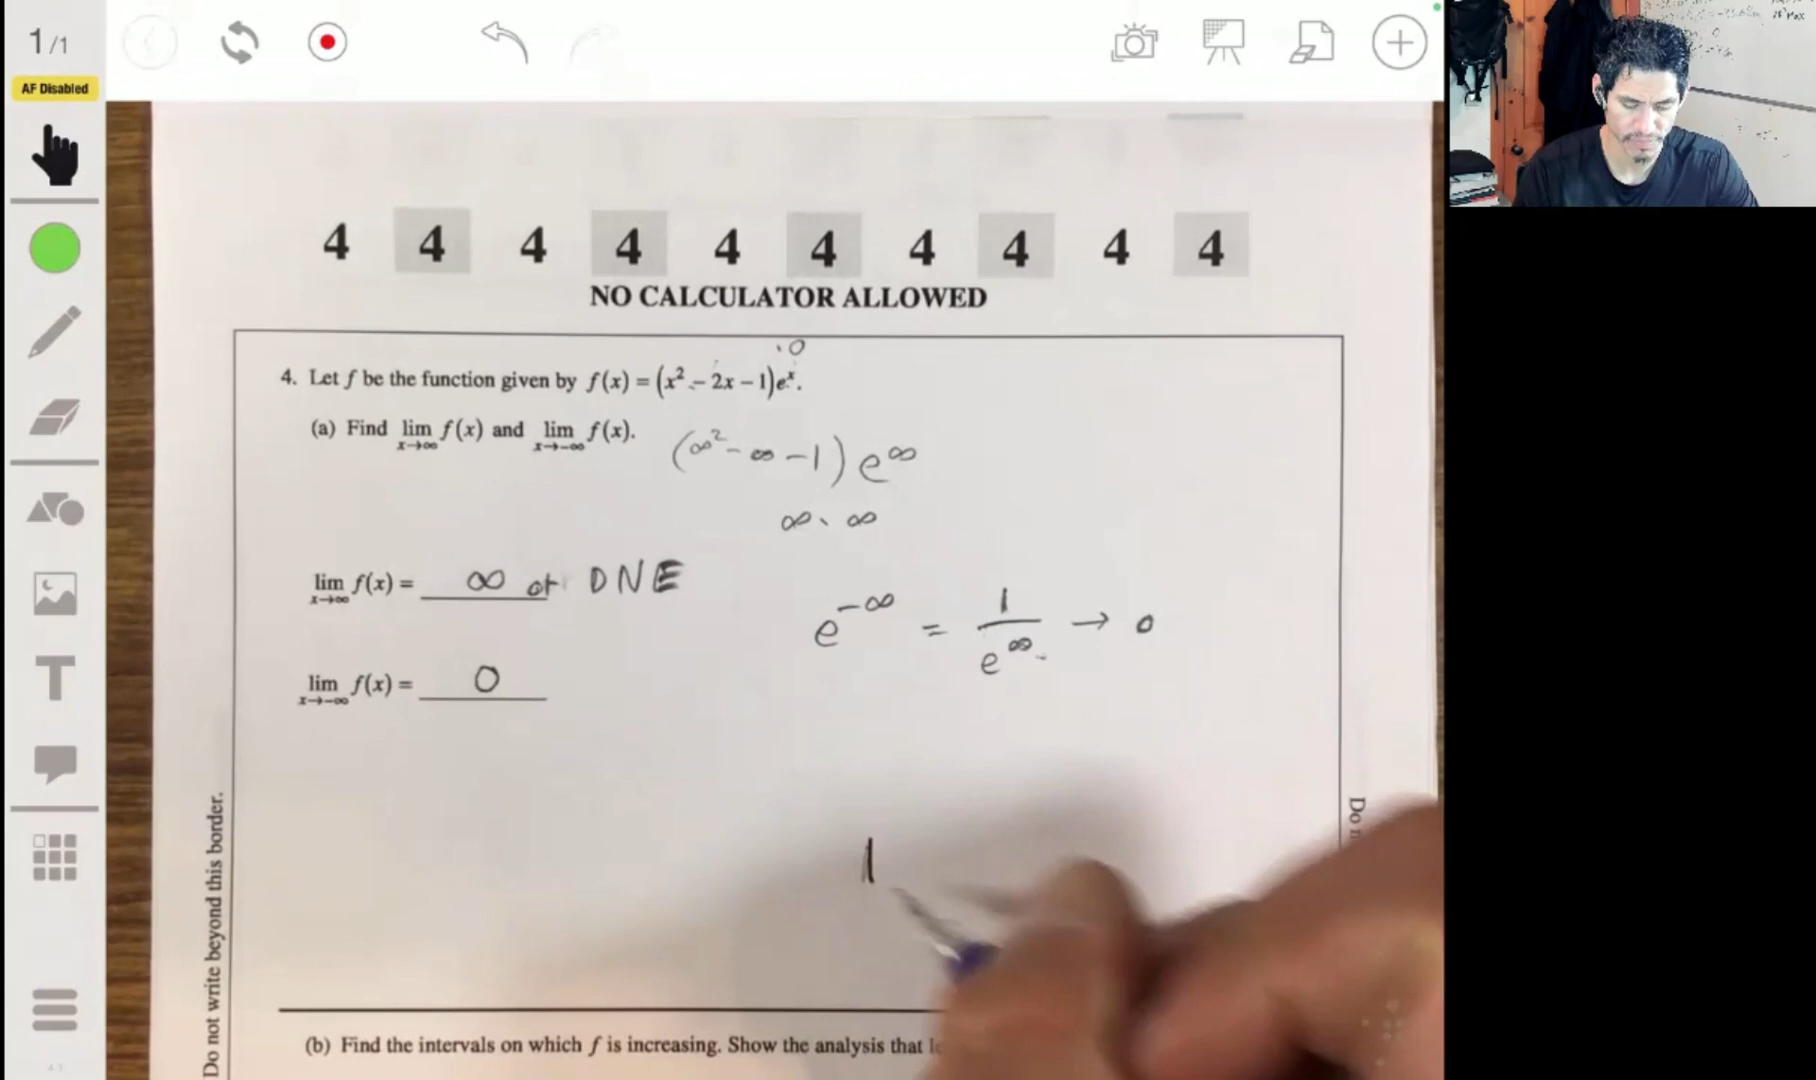 1/1
AF Disabled
4 4 4 4 4 4 4 4 4 4
NO CALCULATOR ALLOWED
·0
4. Let f be the function given by f(x) = (x² − 2x − 1)eˣ.
(a) Find lim x→∞ f(x) and lim x→−∞ f(x).
(∞² − ∞ − 1) e^∞
∞ · ∞
lim x→∞ f(x) = ∞ or DNE
e^−∞ = 1/e^∞ → 0
lim x→−∞ f(x) = 0
1
(b) Find the intervals on which f is increasing. Show the analysis that
Do not write beyond this border.
Do
T